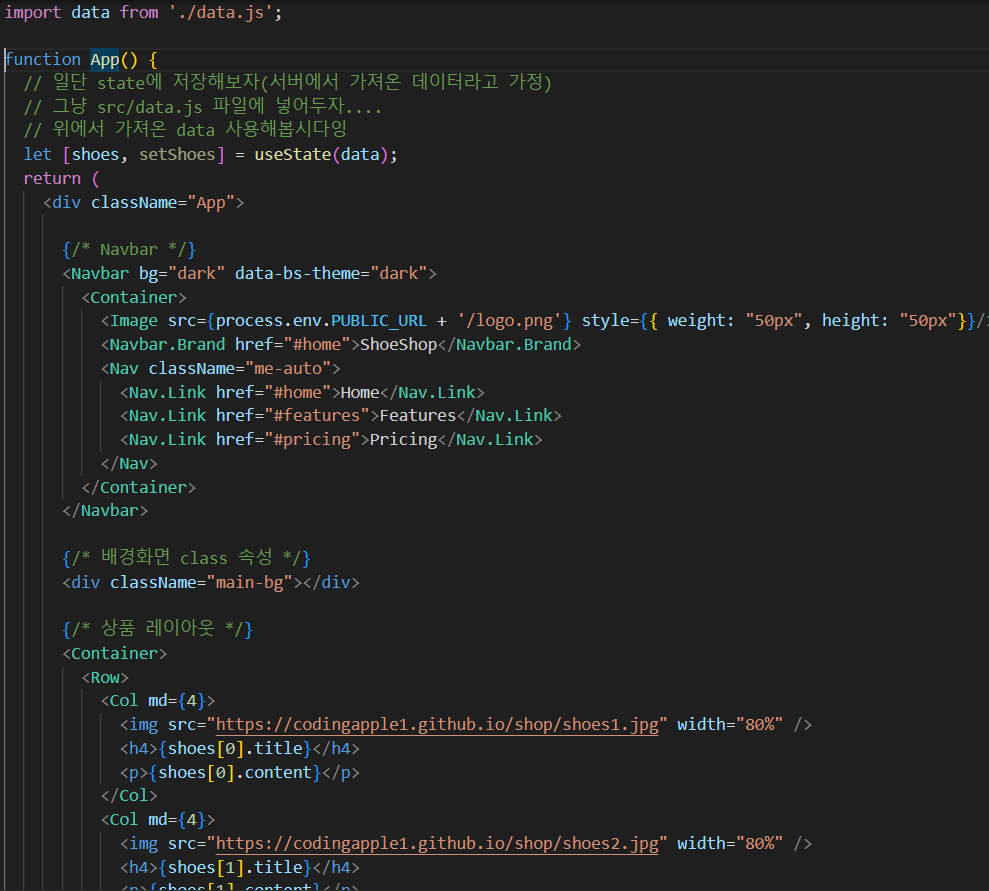 import data from './data.js';
function App() {
// 일단 state에 저장해보자(서버에서 가져온 데이터라고 가정)
// 그냥 src/data.js 파일에 넣어두자....
// 위에서 가져온 data 사용해봅시다잉
let [shoes, setShoes] = useState(data);
return (
<div className="App">
{/* Navbar */}
<Navbar bg="dark" data-bs-theme="dark">
<Container>
<Image src={process.env.PUBLIC_URL + '/logo.png'} style={{ weight: "50px", height: "50px"}}/>
<Navbar.Brand href="#home">ShoeShop</Navbar.Brand>
<Nav className="me-auto">
<Nav.Link href="#home">Home</Nav.Link>
<Nav.Link href="#features">Features</Nav.Link>
<Nav.Link href="#pricing">Pricing</Nav.Link>
</Nav>
</Container>
</Navbar>
{/* 배경화면 class 속성 */}
<div className="main-bg"></div>
{/* 상품 레이아웃 */}
<Container>
<Row>
<Col md={4}>
<img src="https://codingapple1.github.io/shop/shoes1.jpg" width="80%" />
<h4>{shoes[0].title}</h4>
<p>{shoes[0].content}</p>
</Col>
<Col md={4}>
<img src="https://codingapple1.github.io/shop/shoes2.jpg" width="80%" />
<h4>{shoes[1].title}</h4>
<p>{shoes[1].content}</p>